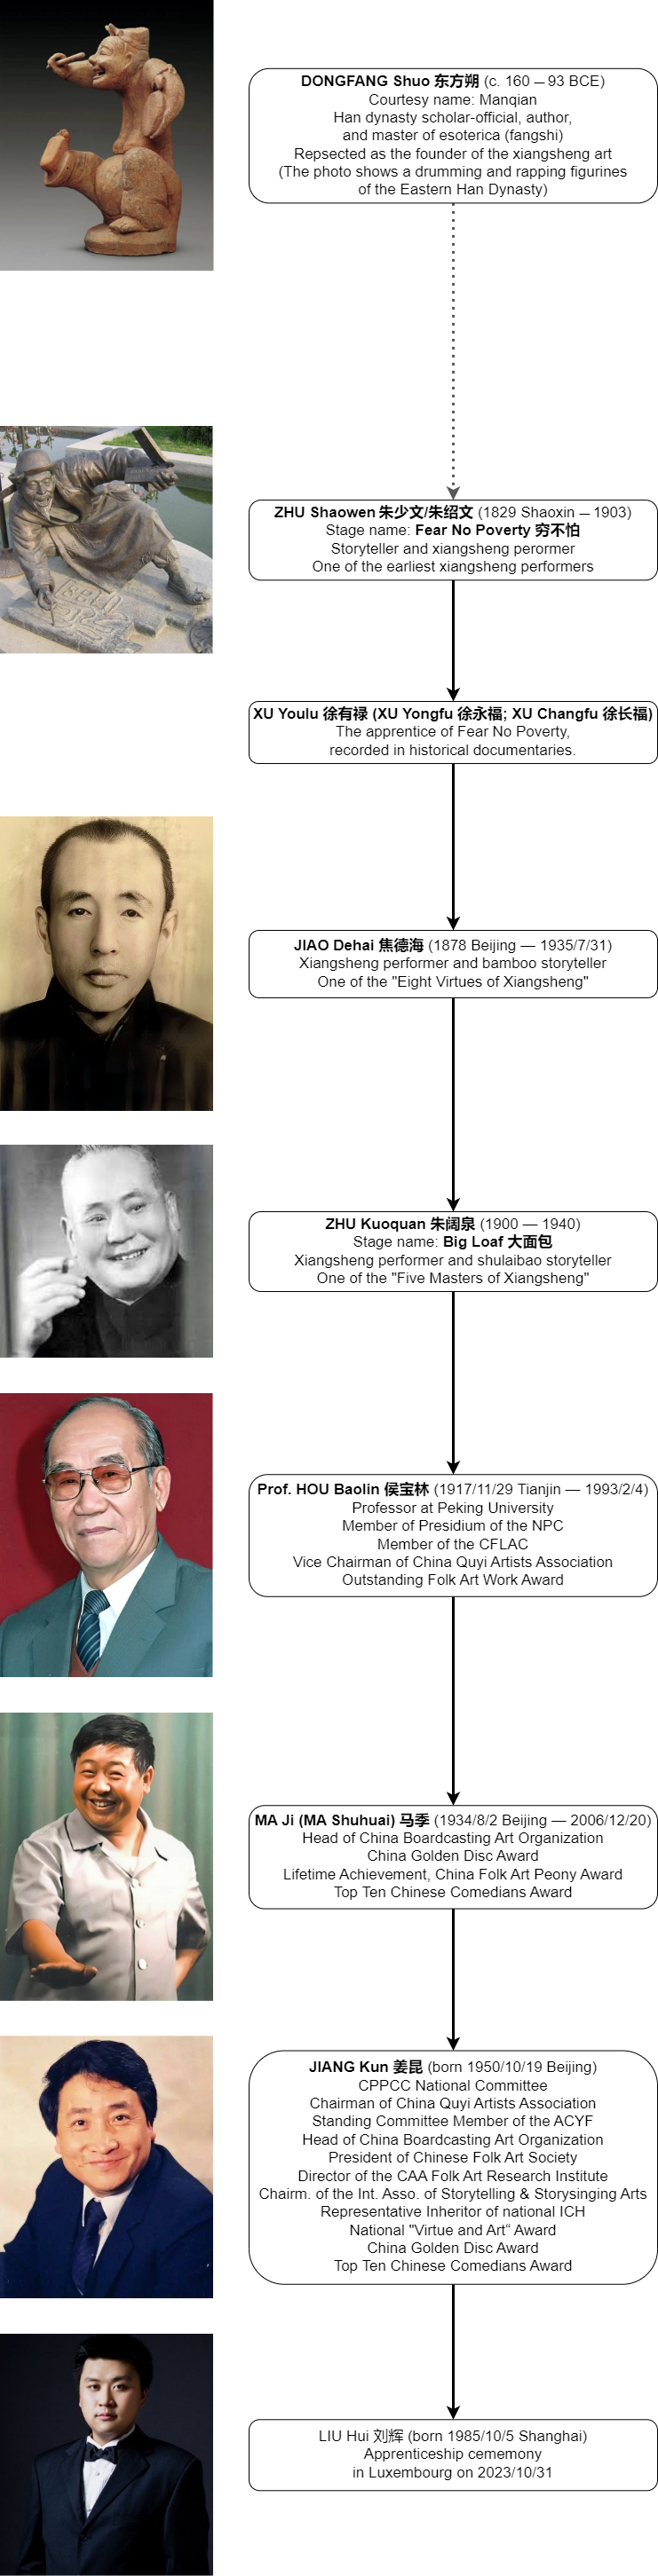 DONGFANG Shuo 东方朔 (c. 160 — 93 BCE)
Courtesy name: Manqian
Han dynasty scholar-official, author,
and master of esoterica (fangshi)
Repsected as the founder of the xiangsheng art
(The photo shows a drumming and rapping figurines
of the Eastern Han Dynasty)
ZHU Shaowen 朱少文/朱绍文 (1829 Shaoxin — 1903)
Stage name: Fear No Poverty 穷不怕
Storyteller and xiangsheng perormer
One of the earliest xiangsheng performers
XU Youlu 徐有禄 (XU Yongfu 徐永福; XU Changfu 徐长福)
The apprentice of Fear No Poverty,
recorded in historical documentaries.
JIAO Dehai 焦德海 (1878 Beijing — 1935/7/31)
Xiangsheng performer and bamboo storyteller
One of the "Eight Virtues of Xiangsheng"
ZHU Kuoquan 朱阔泉 (1900 — 1940)
Stage name: Big Loaf 大面包
Xiangsheng performer and shulaibao storyteller
One of the "Five Masters of Xiangsheng"
Prof. HOU Baolin 侯宝林 (1917/11/29 Tianjin — 1993/2/4)
Professor at Peking University
Member of Presidium of the NPC
Member of the CFLAC
Vice Chairman of China Quyi Artists Association
Outstanding Folk Art Work Award
MA Ji (MA Shuhuai) 马季 (1934/8/2 Beijing — 2006/12/20)
Head of China Boardcasting Art Organization
China Golden Disc Award
Lifetime Achievement, China Folk Art Peony Award
Top Ten Chinese Comedians Award
JIANG Kun 姜昆 (born 1950/10/19 Beijing)
CPPCC National Committee
Chairman of China Quyi Artists Association
Standing Committee Member of the ACYF
Head of China Boardcasting Art Organization
President of Chinese Folk Art Society
Director of the CAA Folk Art Research Institute
Chairm. of the Int. Asso. of Storytelling & Storysinging Arts
Representative Inheritor of national ICH
National "Virtue and Art“ Award
China Golden Disc Award
Top Ten Chinese Comedians Award
LIU Hui 刘辉 (born 1985/10/5 Shanghai)
Apprenticeship cememony
in Luxembourg on 2023/10/31